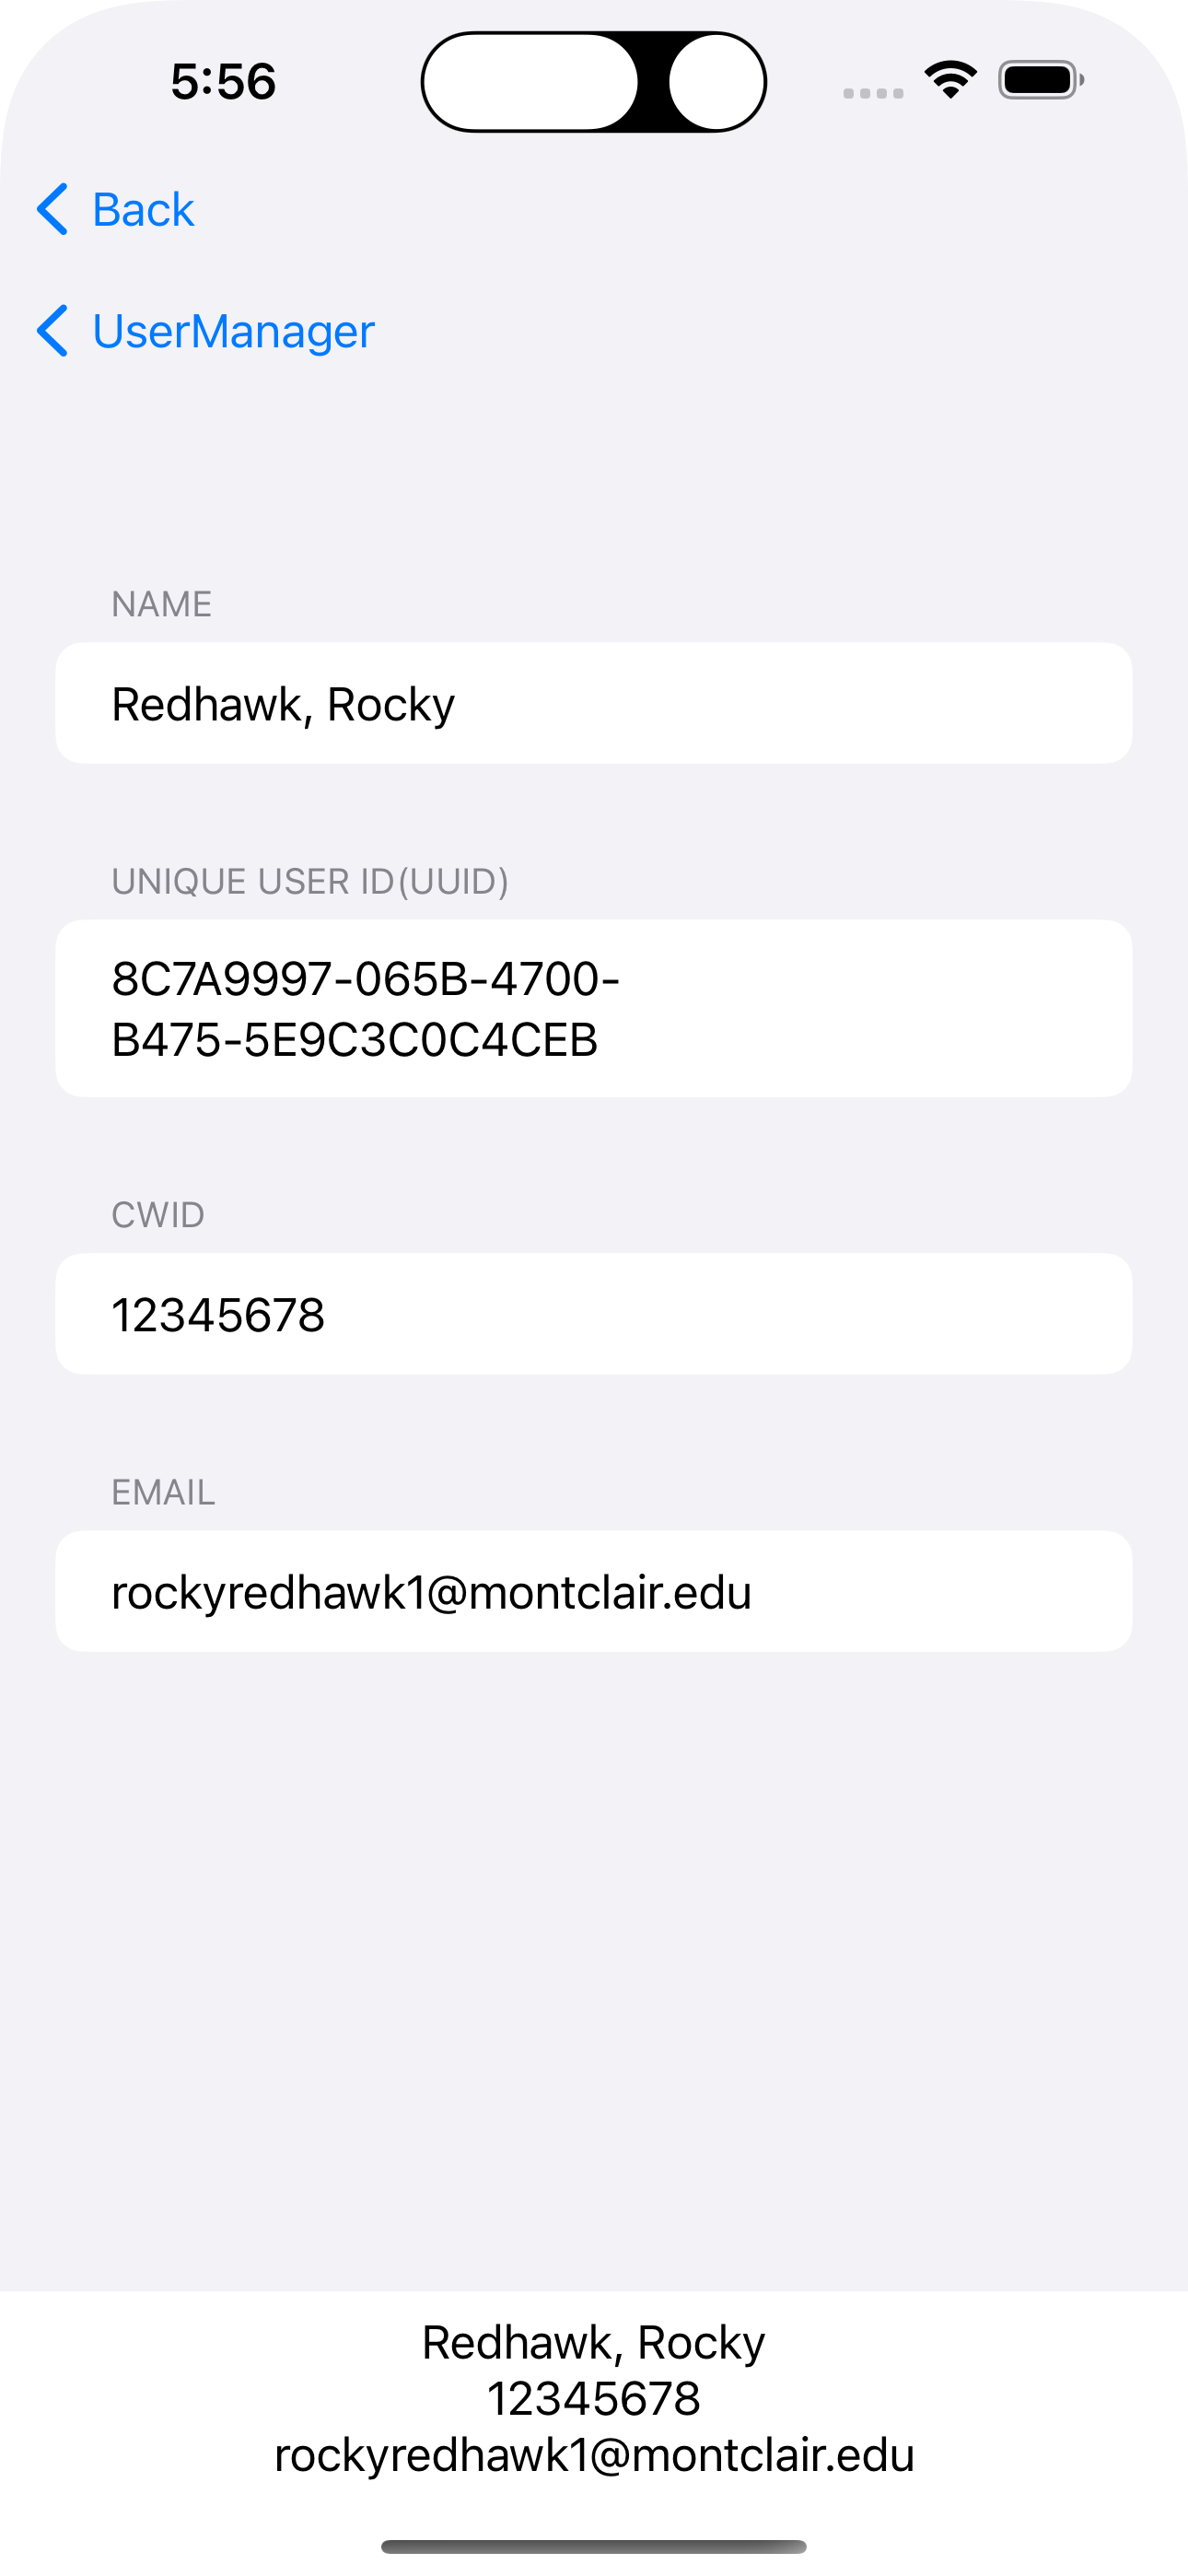 5:56
Back
UserManager
NAME
Redhawk, Rocky
UNIQUE USER ID(UUID)
8C7A9997-065B-4700-
B475-5E9C3C0C4CEB
CWID
12345678
EMAIL
rockyredhawk1@montclair.edu
Redhawk, Rocky
12345678
rockyredhawk1@montclair.edu